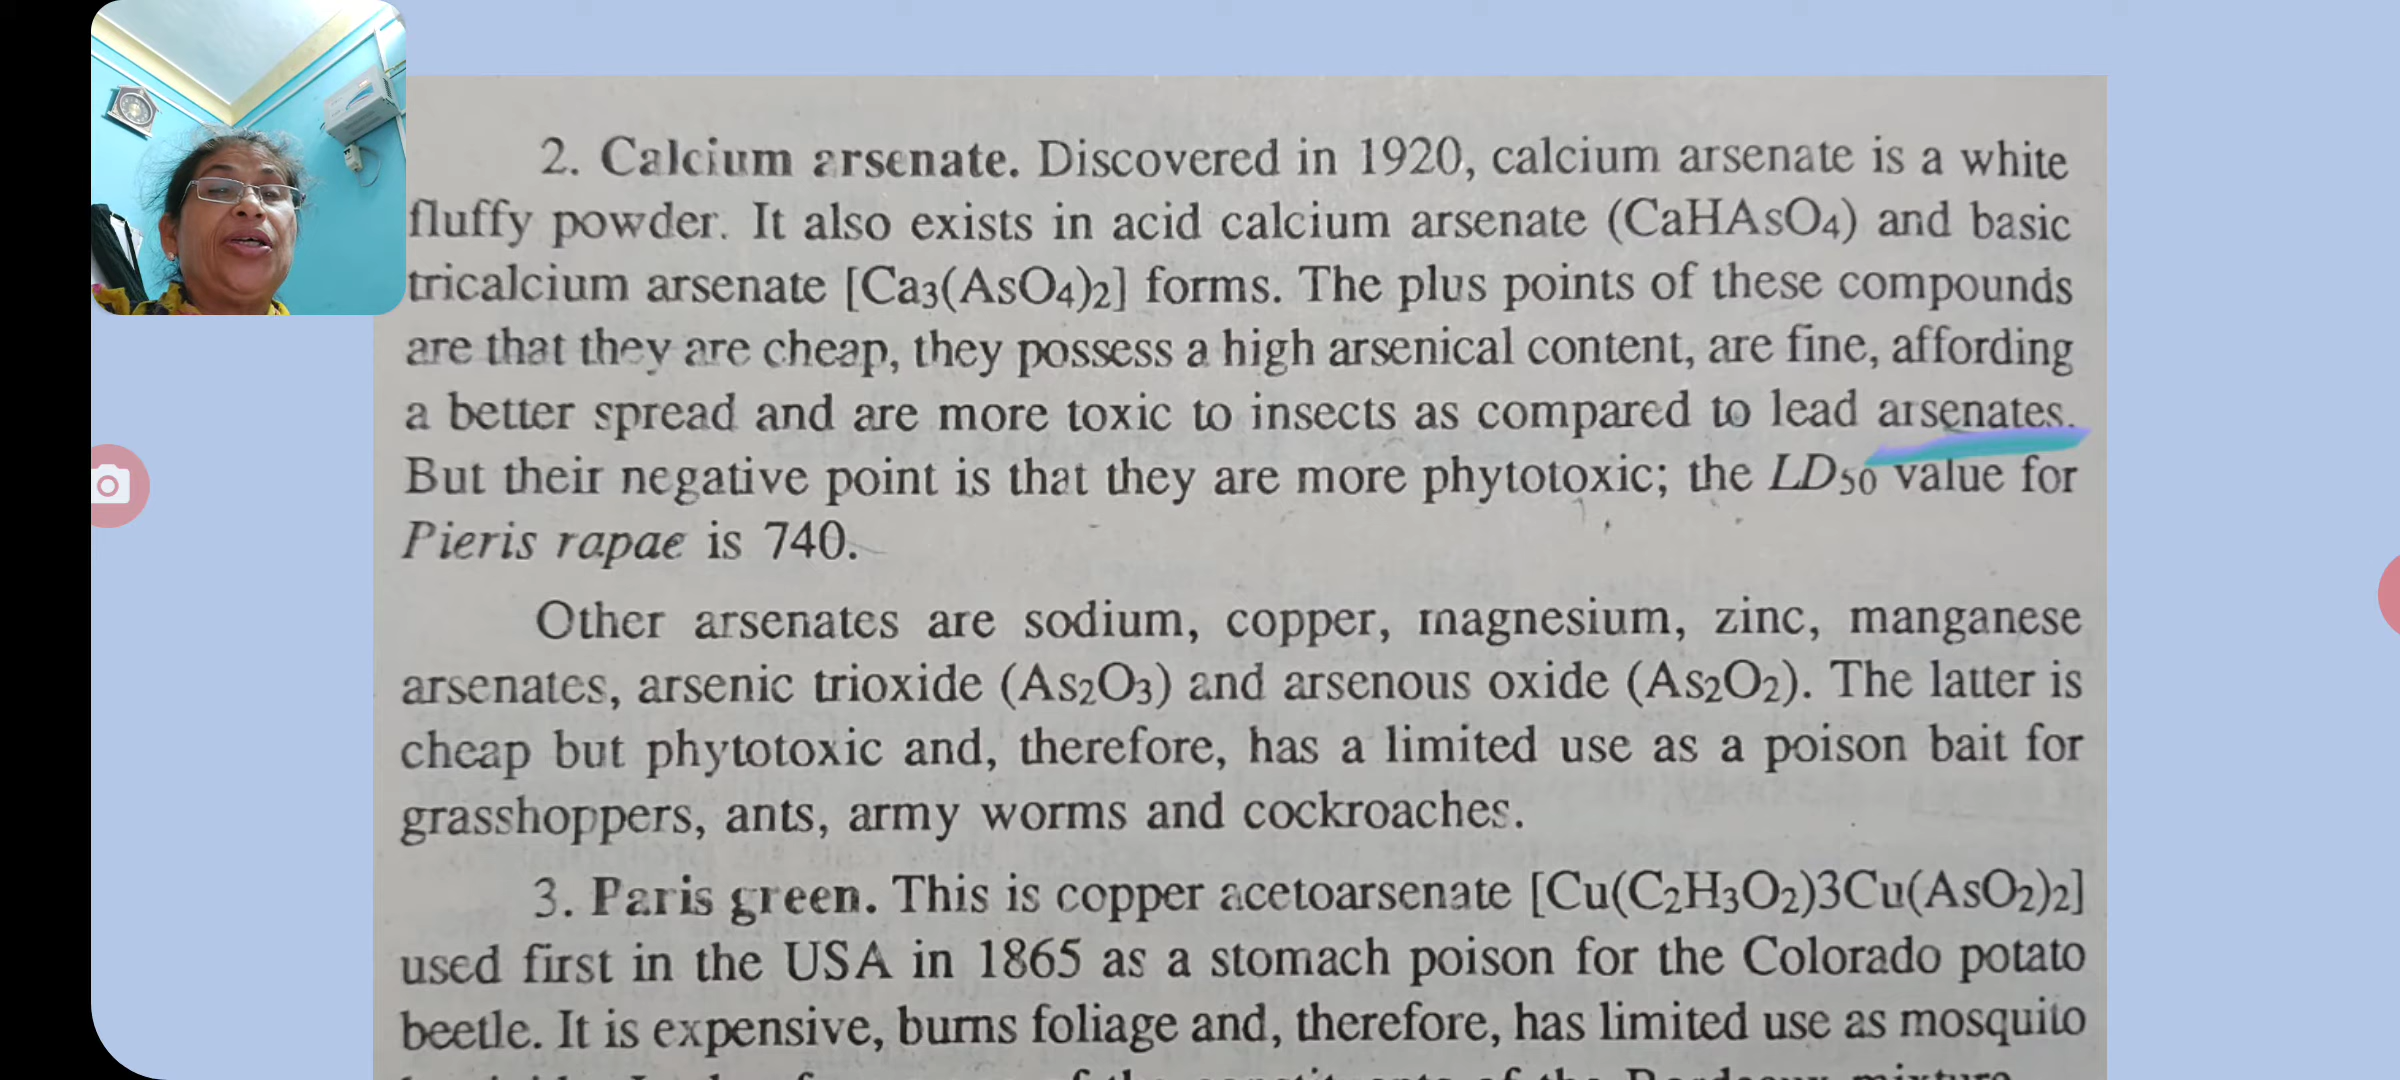 2. Calcium arsenate. Discovered in 1920, calcium arsenate is a white
fluffy powder. It also exists in acid calcium arsenate (CaHAsO4) and basic
tricalcium arsenate [Ca3(AsO4)2] forms. The plus points of these compounds
are that they are cheap, they possess a high arsenical content, are fine, affording
a better spread and are more toxic to insects as compared to lead arsenates.
But their negative point is that they are more phytotoxic; the LD50 value for
Pieris rapae is 740.
Other arsenates are sodium, copper, magnesium, zinc, manganese
arsenates, arsenic trioxide (As2O3) and arsenous oxide (As2O2). The latter is
cheap but phytotoxic and, therefore, has a limited use as a poison bait for
grasshoppers, ants, army worms and cockroaches.
3. Paris green. This is copper acetoarsenate [Cu(C2H3O2)3Cu(AsO2)2]
used first in the USA in 1865 as a stomach poison for the Colorado potato
beetle. It is expensive, burns foliage and, therefore, has limited use as mosquito
of the Bordeaux mixture